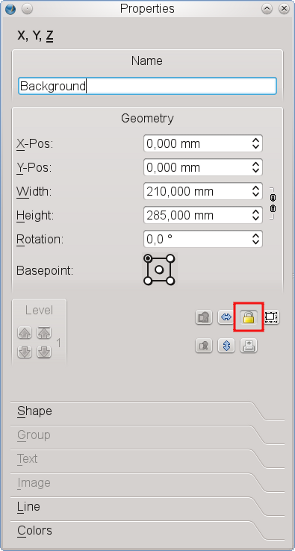 Properties
X, Y, Z
Name
Background
Geometry
X-Pos: 0,000 mm
Y-Pos: 0,000 mm
Width: 210,000 mm
Height: 285,000 mm
Rotation: 0,0 °
Basepoint:
Level
1
Shape
Group
Text
Image
Line
Colors